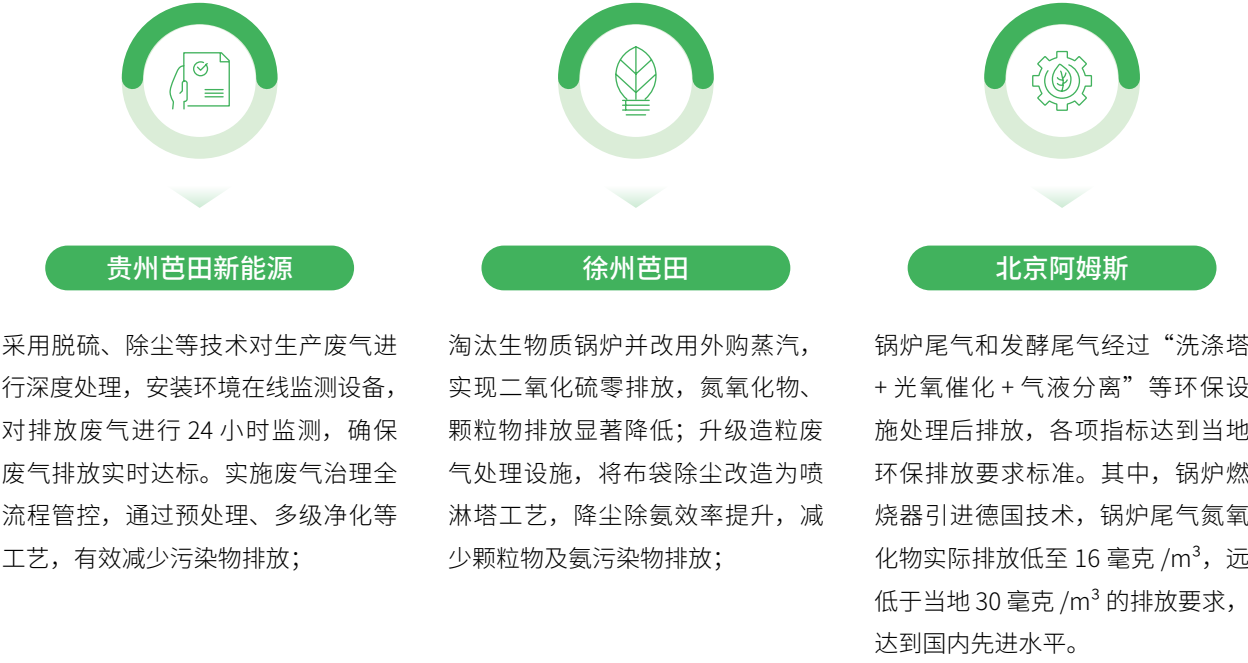 贵州芭田新能源
采用脱硫、除尘等技术对生产废气进
行深度处理，安装环境在线监测设备，
对排放废气进行 24 小时监测，确保
废气排放实时达标。实施废气治理全
流程管控，通过预处理、多级净化等
工艺，有效减少污染物排放；
徐州芭田
淘汰生物质锅炉并改用外购蒸汽，
实现二氧化硫零排放，氮氧化物、
颗粒物排放显著降低；升级造粒废
气处理设施，将布袋除尘改造为喷
淋塔工艺，降尘除氨效率提升，减
少颗粒物及氨污染物排放；
北京阿姆斯
锅炉尾气和发酵尾气经过“洗涤塔
+ 光氧催化 + 气液分离”等环保设
施处理后排放，各项指标达到当地
环保排放要求标准。其中，锅炉燃
烧器引进德国技术，锅炉尾气氮氧
化物实际排放低至 16 毫克 /m³，远
低于当地 30 毫克 /m³ 的排放要求，
达到国内先进水平。